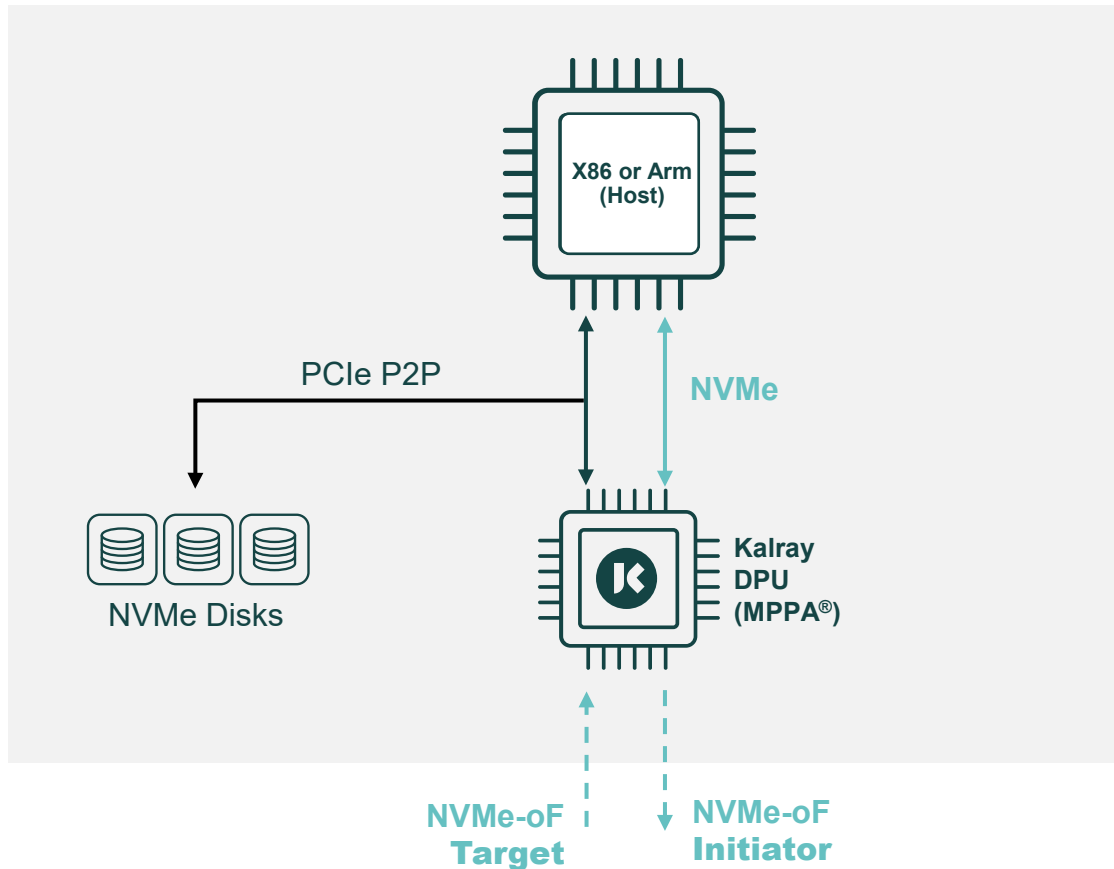 X86 or Arm
(Host)
PCIe P2P
NVMe
NVMe Disks
Kalray
DPU
(MPPA®)
NVMe-oF
Target
NVMe-oF
Initiator